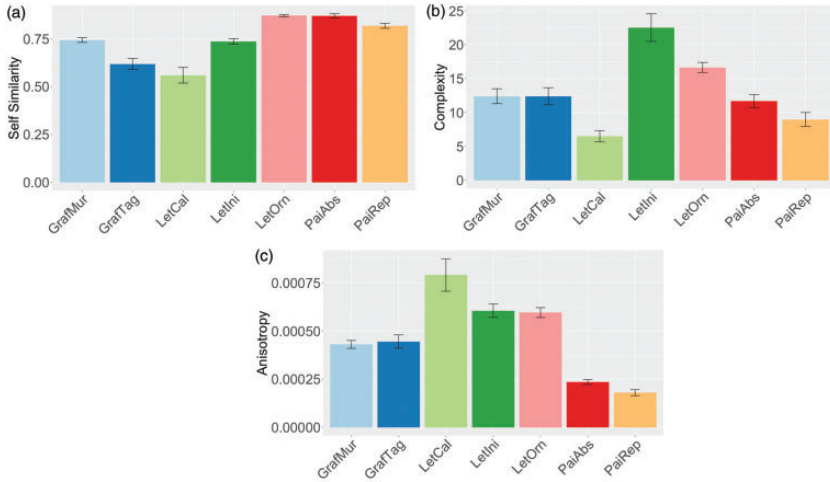 (a)
Self Similarity
0.75
0.50
0.25
0.00
GrafMur GrafTag LetCal LetIni LetOrn PaiAbs PaiRep
(b)
Complexity
25
20
15
10
5
0
GrafMur GrafTag LetCal LetIni LetOrn PaiAbs PaiRep
(c)
Anisotropy
0.00075
0.00050
0.00025
0.00000
GrafMur GrafTag LetCal LetIni LetOrn PaiAbs PaiRep